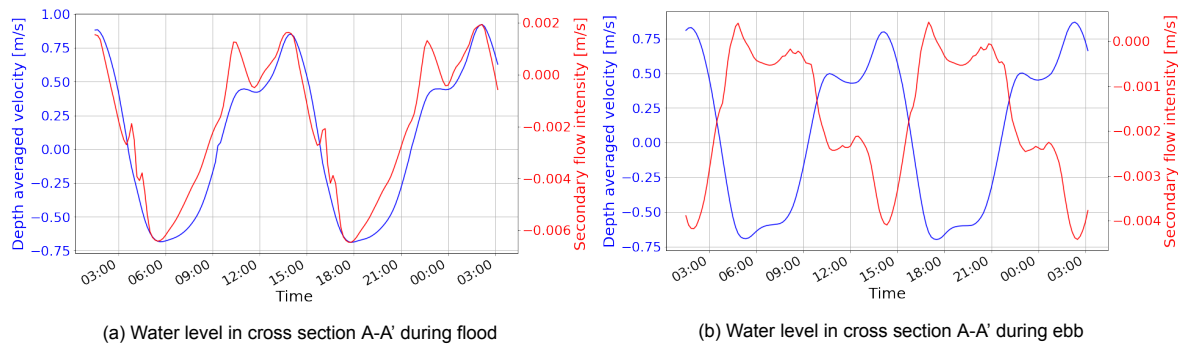 Depth averaged velocity [m/s]
1.00
0.75
0.50
0.25
0.00
−0.25
−0.50
−0.75
03:00 06:00 09:00 12:00 15:00 18:00 21:00 00:00 03:00
Time
0.002
0.000
−0.002
−0.004
−0.006
Secondary flow intensity [m/s]
(a) Water level in cross section A-A’ during flood
Depth averaged velocity [m/s]
0.75
0.50
0.25
0.00
−0.25
−0.50
−0.75
03:00 06:00 09:00 12:00 15:00 18:00 21:00 00:00 03:00
Time
0.000
−0.001
−0.002
−0.003
−0.004
Secondary flow intensity [m/s]
(b) Water level in cross section A-A’ during ebb